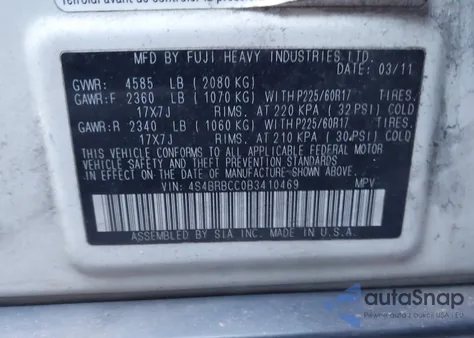 Retirado avant d'effectuer
MFD BY FUJI HEAVY INDUSTRIES LTD.
DATE: 03/11
GVWR: 4585 LB (2080 KG)
GAWR:F 2360 LB (1070 KG) WITH P225/60R17 TIRES,
17X7J RIMS, AT 220 KPA (32 PSI) COLD
GAWR:R 2340 LB (1060 KG) WITH P225/60R17 TIRES,
17X7J RIMS, AT 210 KPA (30 PSI) COLD
THIS VEHICLE CONFORMS TO ALL APPLICABLE FEDERAL MOTOR
VEHICLE SAFETY AND THEFT PREVENTION STANDARDS
IN EFFECT ON THE DATE OF MANUFACTURE SHOWN ABOVE.
VIN: 4S4BRBCC0B3410469 MPV
ASSEMBLED BY SIA INC. MADE IN U.S.A.
autoSnap